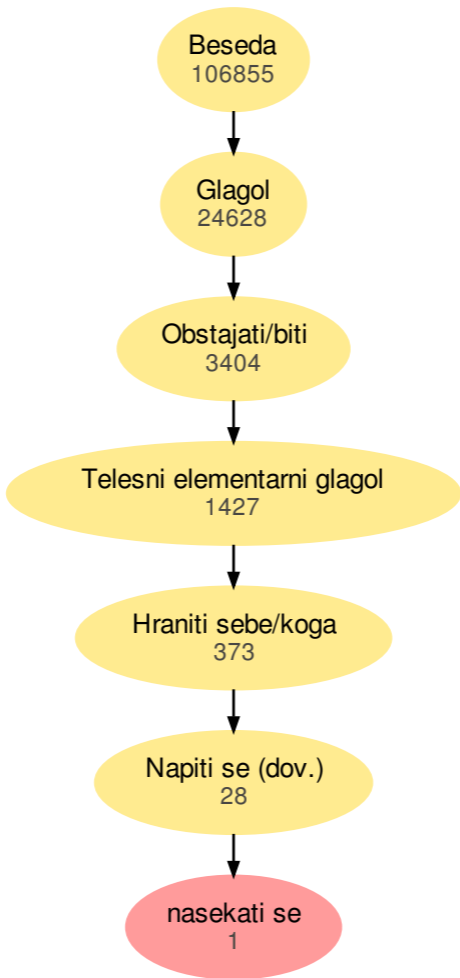 Beseda
106855
Glagol
24628
Obstajati/biti
3404
Telesni elementarni glagol
1427
Hraniti sebe/koga
373
Napiti se (dov.)
28
nasekati se
1